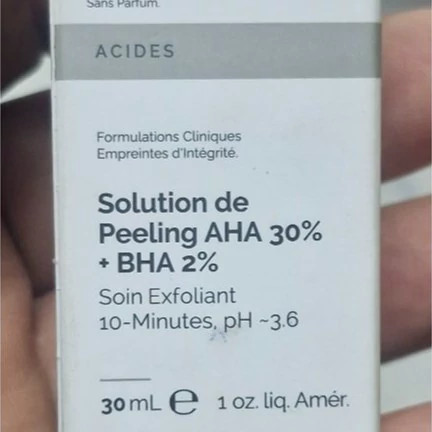 Sans Parfum.
ACIDES
Formulations Cliniques
Empreintes d'Intégrité.
Solution de
Peeling AHA 30%
+ BHA 2%
Soin Exfoliant
10-Minutes, pH ~3.6
30 mL ℮ 1 oz. liq. Amér.